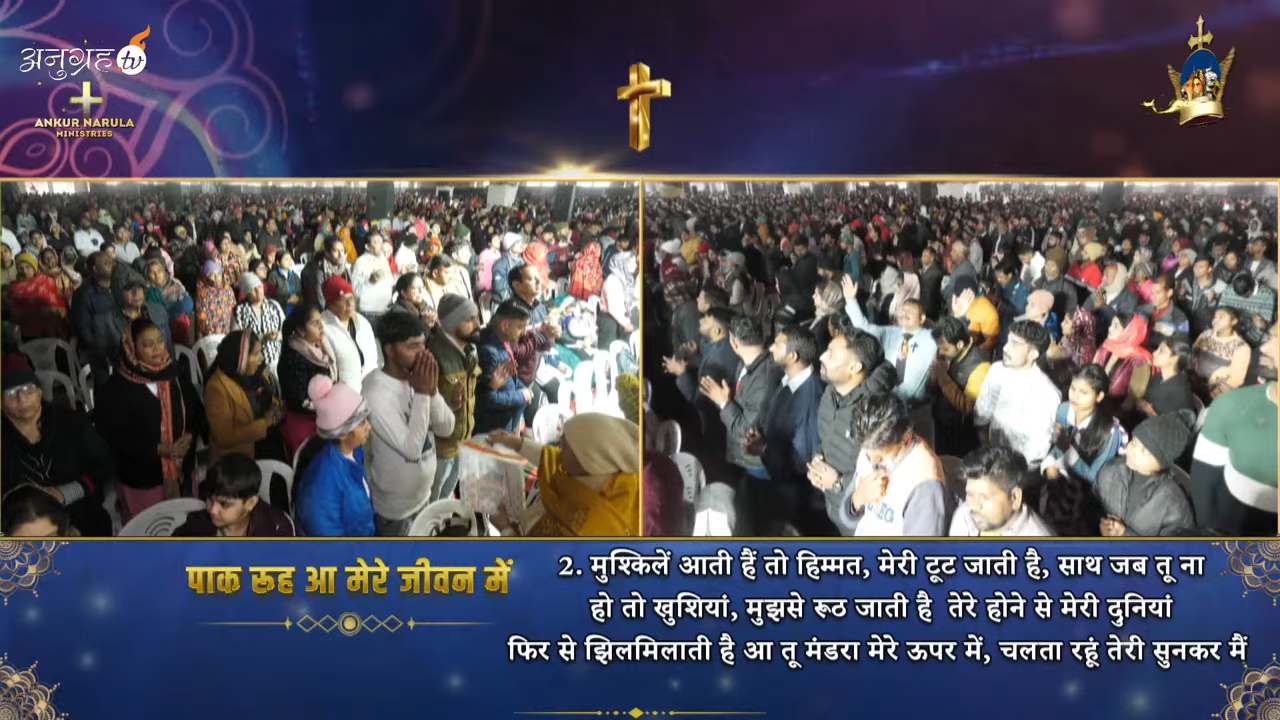 अनुग्रह tv
ANKUR NARULA
MINISTRIES
पाक रूह आ मेरे जीवन में
2. मुश्किलें आती हैं तो हिम्मत, मेरी टूट जाती है, साथ जब तू ना
हो तो खुशियां, मुझसे रूठ जाती है तेरे होने से मेरी दुनियां
फिर से झिलमिलाती है आ तू मंडरा मेरे ऊपर में, चलता रहूं तेरी सुनकर मैं